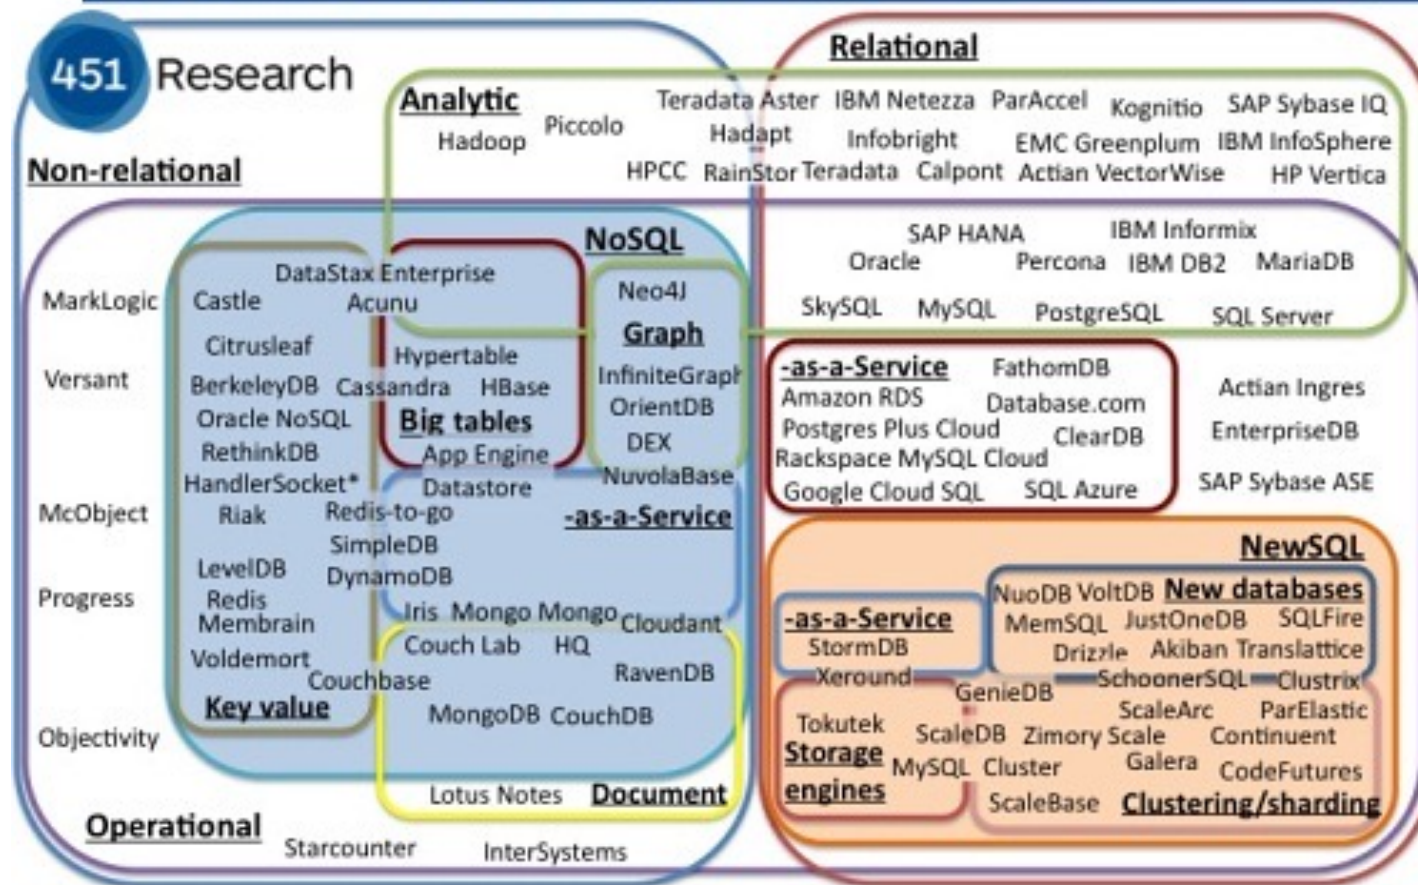 451 Research
Relational
Analytic
Teradata Aster IBM Netezza ParAccel Kognitio SAP Sybase IQ
Hadoop Piccolo Hadapt Infobright EMC Greenplum IBM InfoSphere
Non-relational
HPCC RainStor Teradata Calpont Actian VectorWise HP Vertica
NoSQL
SAP HANA IBM Informix
Oracle Percona IBM DB2 MariaDB
SkySQL MySQL PostgreSQL SQL Server
MarkLogic
Versant
McObject
Progress
Objectivity
DataStax Enterprise
Castle Acunu
Citrusleaf
BerkeleyDB Cassandra
Oracle NoSQL
RethinkDB
HandlerSocket*
Riak Redis-to-go
SimpleDB
LevelDB DynamoDB
Redis
Membrain
Voldemort
Couchbase
Key value
Hypertable
HBase
Big tables
App Engine
Datastore
Neo4J
Graph
InfiniteGraph
OrientDB
DEX
NuvolaBase
-as-a-Service
Iris Mongo Mongo Cloudant
Couch Lab HQ
RavenDB
MongoDB CouchDB
Lotus Notes Document
Operational
Starcounter InterSystems
-as-a-Service FathomDB
Amazon RDS Database.com
Postgres Plus Cloud ClearDB
Rackspace MySQL Cloud
Google Cloud SQL SQL Azure
Actian Ingres
EnterpriseDB
SAP Sybase ASE
NewSQL
NuoDB VoltDB New databases
MemSQL JustOneDB SQLFire
Drizzle Akiban Translattice
-as-a-Service
StormDB
Xeround
GenieDB SchoonerSQL Clustrix
Tokutek ScaleArc ParElastic
ScaleDB Zimory Scale Continuent
Storage
engines
MySQL Cluster Galera CodeFutures
ScaleBase Clustering/sharding